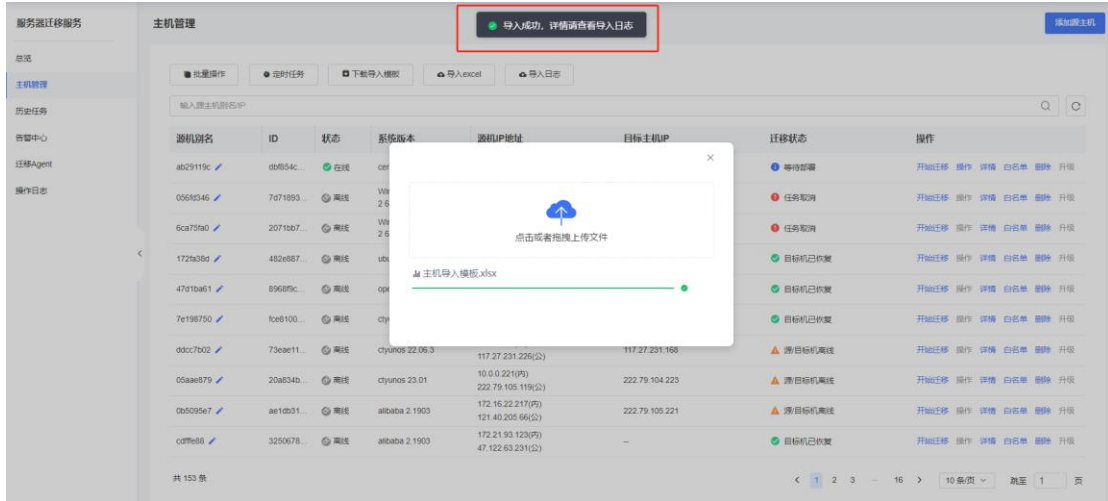 服务器迁移服务
主机管理
导入成功，详情请查看导入日志
添加源主机
总览
主机管理
历史任务
告警中心
迁移Agent
操作日志
批量操作 定时任务 下载导入模板 导入excel 导入日志
输入源主机别名/IP
源机别名 ID 状态 系统版本 源机IP地址 目标主机IP 迁移状态 操作
ab29119c dbf854c... 在线 cer 等待部署 开始迁移 操作 详情 白名单 删除 升级
056fd346 7d71893... 离线 任务取消 开始迁移 操作 详情 白名单 删除 升级
6ca75fa0 2071bb7... 离线 任务取消 开始迁移 操作 详情 白名单 删除 升级
172fa38d 482e887... 离线 ubu 目标机已恢复 开始迁移 操作 详情 白名单 删除 升级
47d1ba61 8968f9c... 离线 ope 目标机已恢复 开始迁移 操作 详情 白名单 删除 升级
7e198750 fce8100... 离线 ctyu 目标机已恢复 开始迁移 操作 详情 白名单 删除 升级
点击或者拖拽上传文件
主机导入模板.xlsx
ddcc7b02 73eae11... 离线 ctyunos 22.06.3 117.27.231.226(公) 117.27.231.168 源/目标机离线 开始迁移 操作 详情 白名单 删除 升级
05aae879 20a834b... 离线 ctyunos 23.01 10.0.0.221(内) 222.79.104.223 源/目标机离线 开始迁移 操作 详情 白名单 删除 升级
222.79.105.119(公)
0b5095e7 ae1db31... 离线 alibaba 2.1903 172.16.22.217(内) 222.79.105.221 源/目标机离线 开始迁移 操作 详情 白名单 删除 升级
121.40.205.66(公)
cdfffe88 3250678... 离线 alibaba 2.1903 172.21.93.123(内) -- 目标机已恢复 开始迁移 操作 详情 白名单 删除 升级
47.122.63.231(公)
共 153 条
1 2 3 ... 16 10 条/页 跳至 1 页